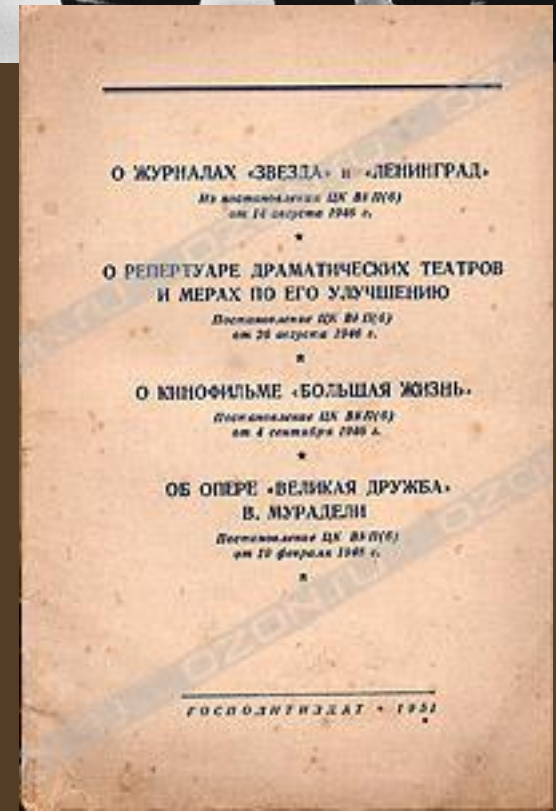 О ЖУРНАЛАХ «ЗВЕЗДА» и «ЛЕНИНГРАД»
Из постановления ЦК ВКП(б)
от 14 августа 1946 г.
О РЕПЕРТУАРЕ ДРАМАТИЧЕСКИХ ТЕАТРОВ
И МЕРАХ ПО ЕГО УЛУЧШЕНИЮ
Постановление ЦК ВКП(б)
от 26 августа 1946 г.
О КИНОФИЛЬМЕ «БОЛЬШАЯ ЖИЗНЬ»
Постановление ЦК ВКП(б)
от 4 сентября 1946 г.
ОБ ОПЕРЕ «ВЕЛИКАЯ ДРУЖБА»
В. МУРАДЕЛИ
Постановление ЦК ВКП(б)
от 10 февраля 1948 г.
ГОСПОЛИТИЗДАТ • 1951